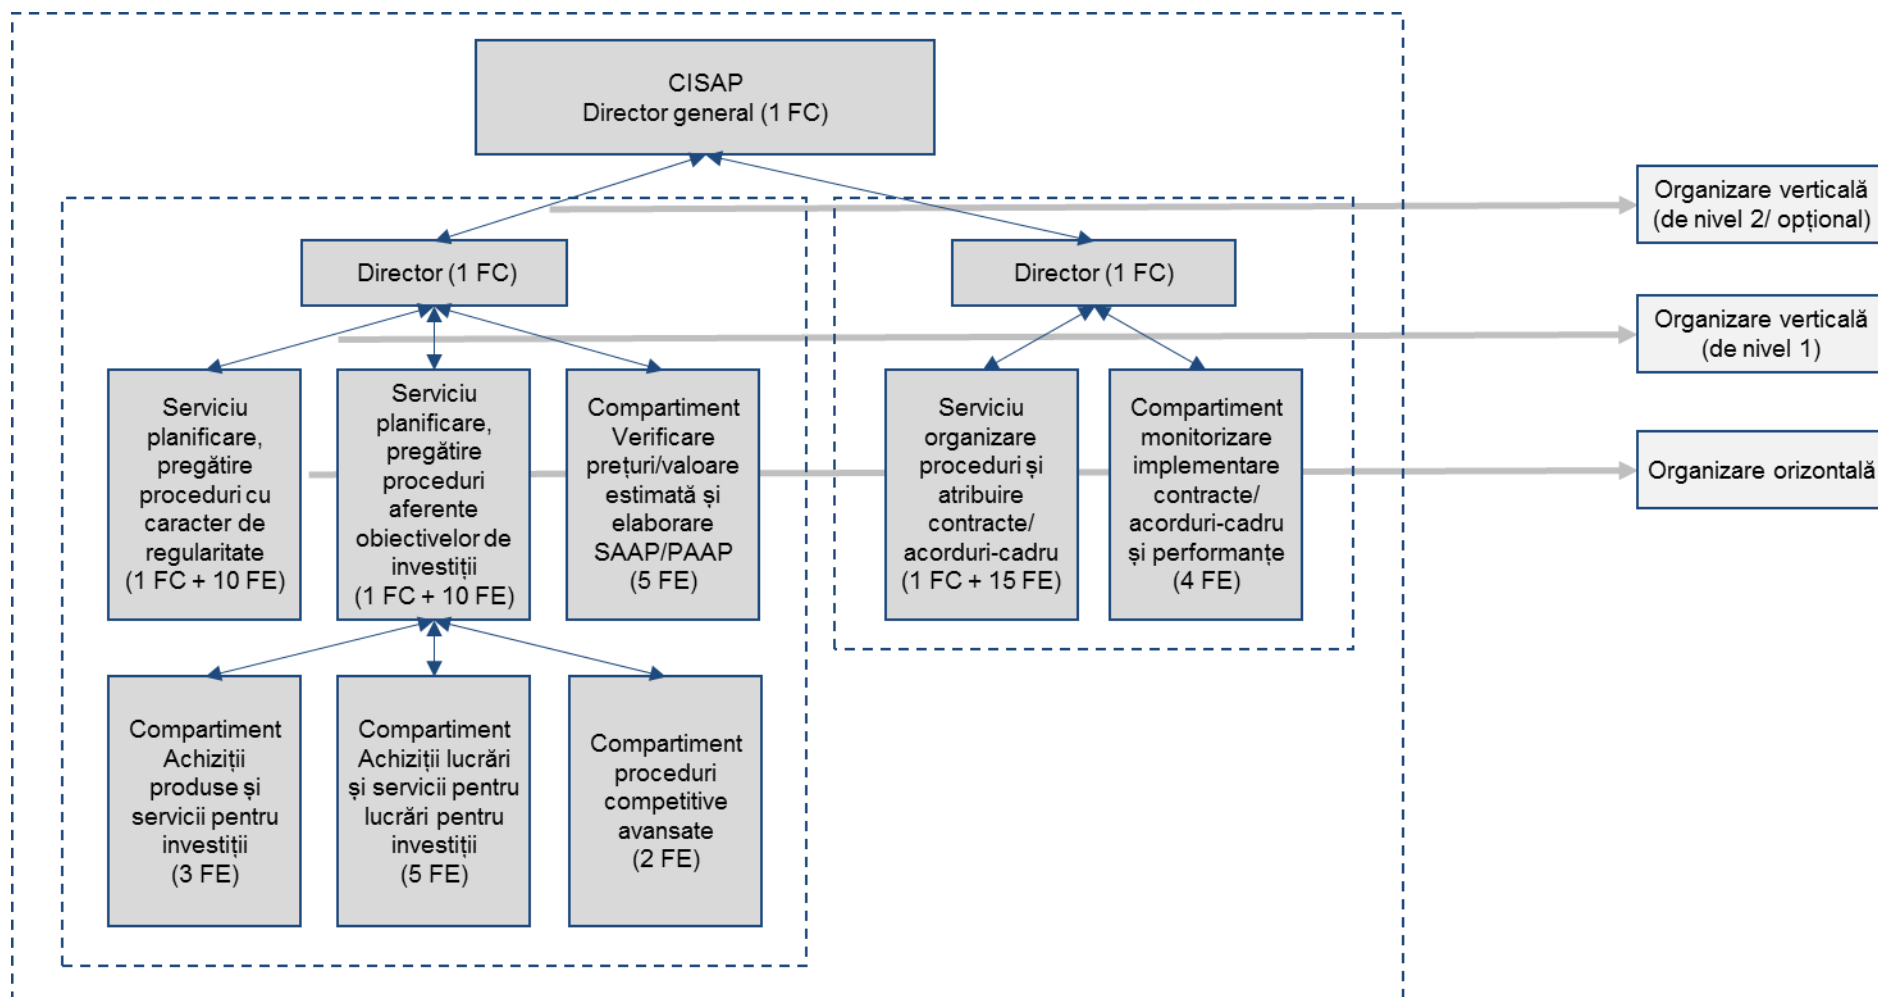 CISAP
Director general (1 FC)
Organizare verticală
(de nivel 2/ opțional)
Director (1 FC)
Director (1 FC)
Organizare verticală
(de nivel 1)
Serviciu
planificare,
pregătire
proceduri cu
caracter de
regularitate
(1 FC + 10 FE)
Serviciu
planificare,
pregătire
proceduri
aferente
obiectivelor de
investiții
(1 FC + 10 FE)
Compartiment
Verificare
prețuri/valoare
estimată și
elaborare
SAAP/PAAP
(5 FE)
Serviciu
organizare
proceduri și
atribuire
contracte/
acorduri-cadru
(1 FC + 15 FE)
Compartiment
monitorizare
implementare
contracte/
acorduri-cadru
și performanțe
(4 FE)
Organizare orizontală
Compartiment
Achiziții
produse și
servicii pentru
investiții
(3 FE)
Compartiment
Achiziții lucrări
și servicii pentru
lucrări pentru
investiții
(5 FE)
Compartiment
proceduri
competitive
avansate
(2 FE)